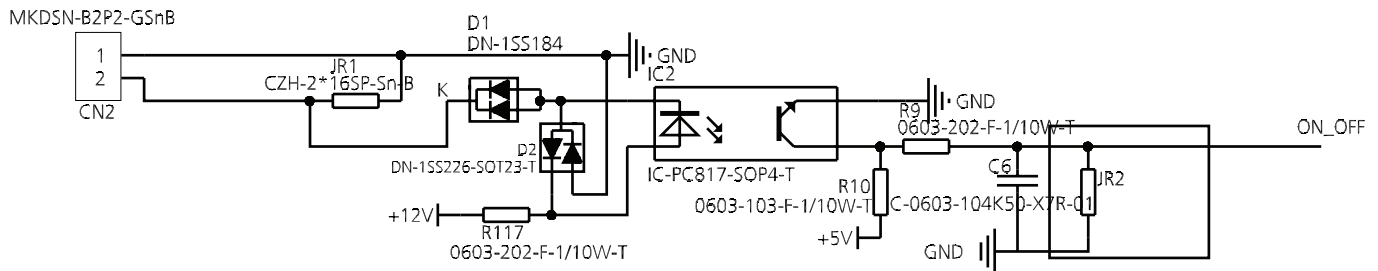 MKDSN-B2P2-GSnB
1
2
CN2
JR1
CZH-2*16SP-Sn-B
D1
DN-1SS184
K
GND
IC2
D2
DN-1SS226-SOT23-T
IC-PC817-SOP4-T
+12V
R117
0603-202-F-1/10W-T
GND
R9
0603-202-F-1/10W-T
R10
0603-103-F-1/10W-T
+5V
C6
C-0603-104K50-X7R-01
JR2
GND
ON_OFF